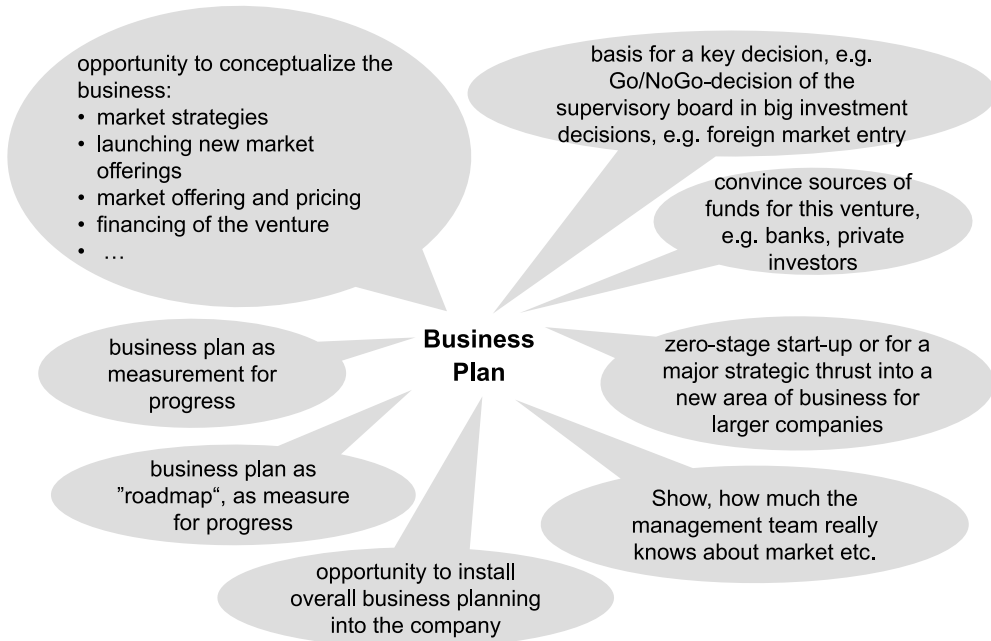 opportunity to conceptualize the
business:
• market strategies
• launching new market
offerings
• market offering and pricing
• financing of the venture
• …
basis for a key decision, e.g.
Go/NoGo-decision of the
supervisory board in big investment
decisions, e.g. foreign market entry
convince sources of
funds for this venture,
e.g. banks, private
investors
Business
Plan
business plan as
measurement for
progress
zero-stage start-up or for a
major strategic thrust into a
new area of business for
larger companies
business plan as
”roadmap“, as measure
for progress
Show, how much the
management team really
knows about market etc.
opportunity to install
overall business planning
into the company